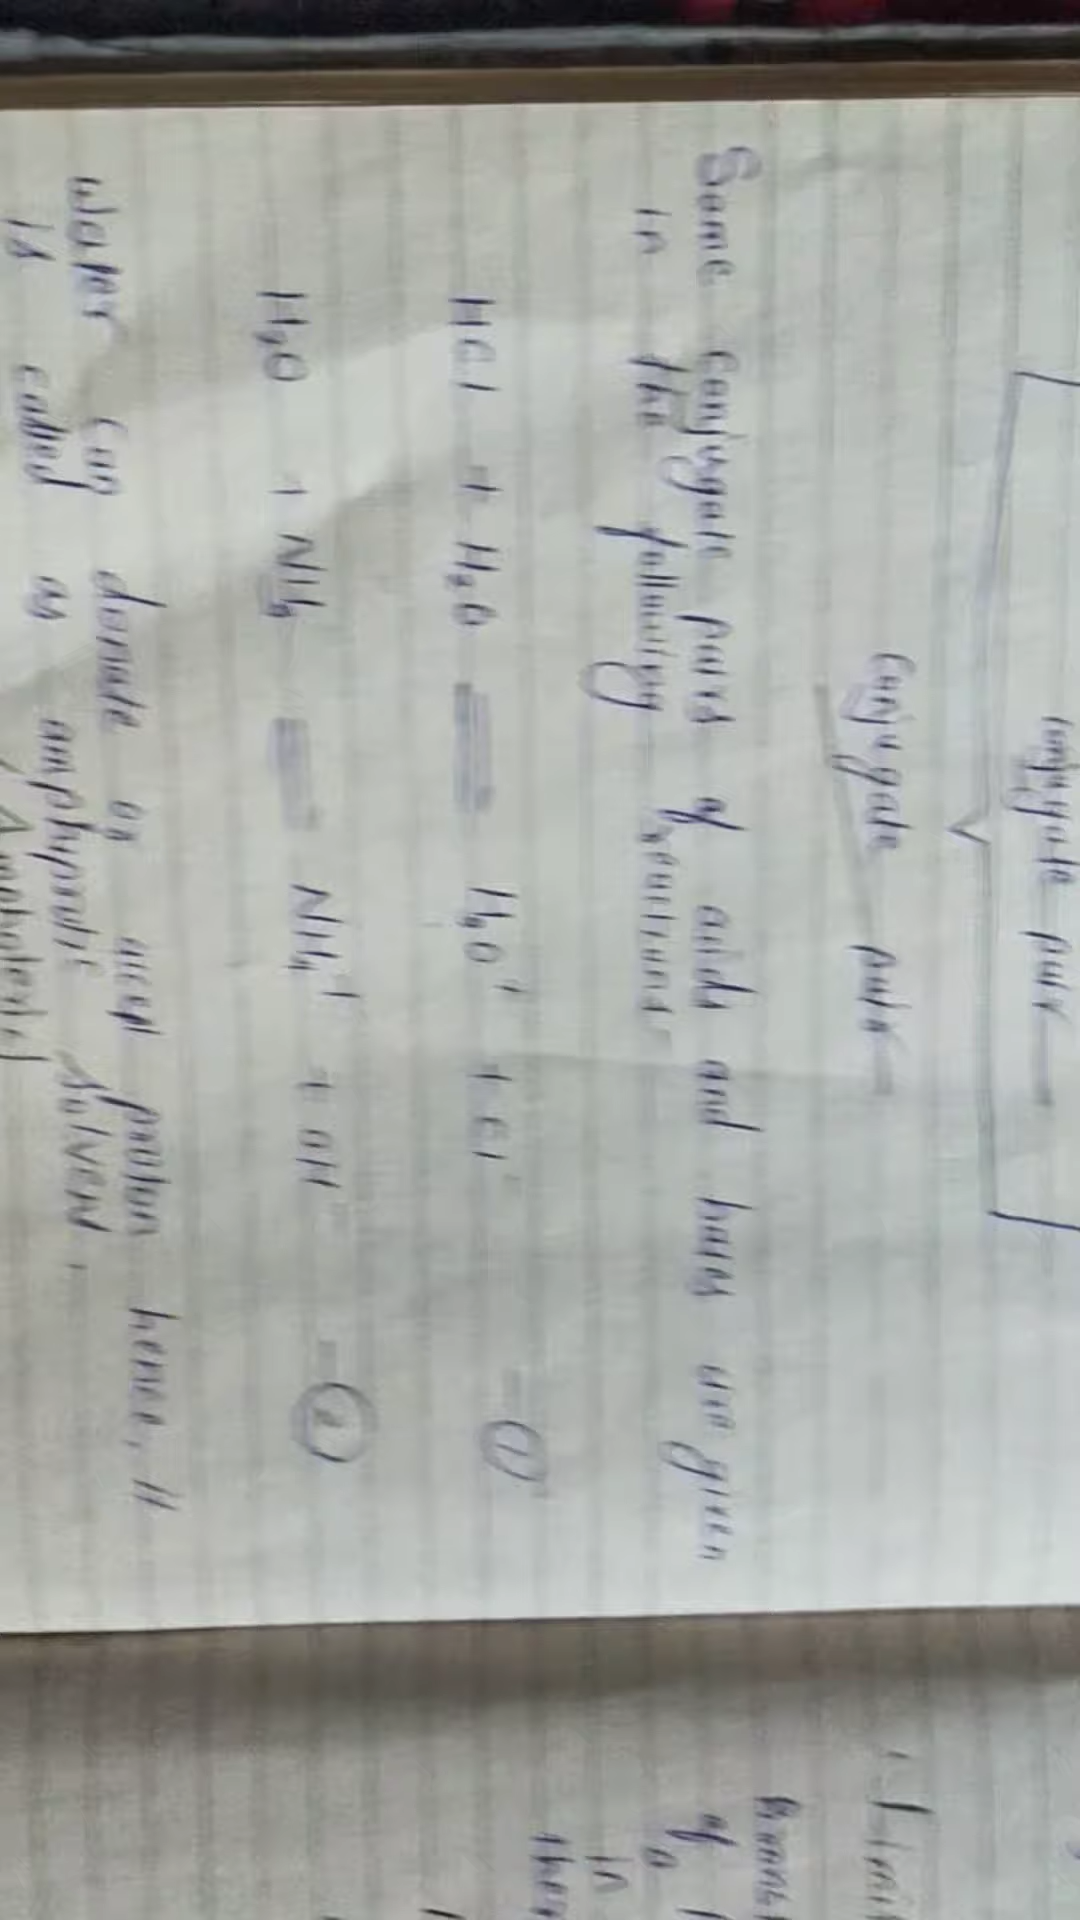 conjugate pair
conjugate pair
Some conjugate pairs of acids and bases are given
in the following reactions
HCl + H₂O = H₃O⁺ + Cl⁻ - ①
H₂O + NH₃ = NH₄⁺ + OH⁻ - ②
water can donate or accept proton hence, it
is called as amphiprotic solvent.
of
in